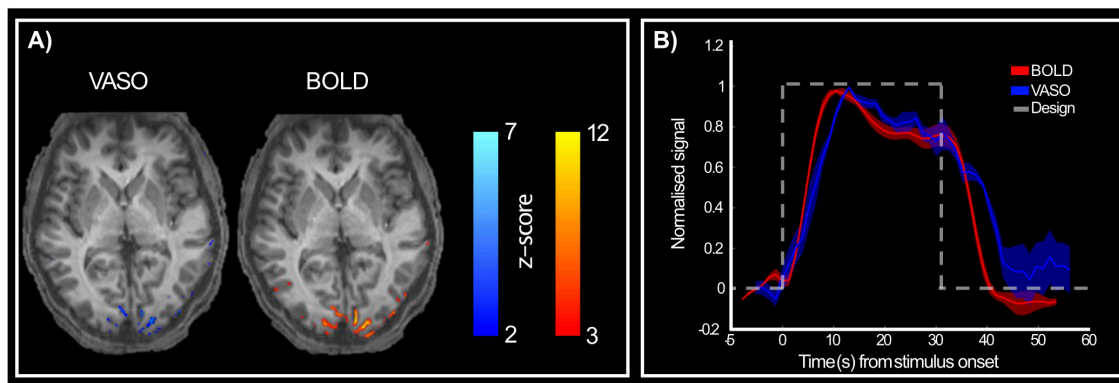 A)
VASO
BOLD
7
2
z-score
12
3
B)
Normalised signal
1.2
1
0.8
0.6
0.4
0.2
0
-0.2
-5
0
10
20
30
40
50
60
Time (s) from stimulus onset
BOLD
VASO
Design